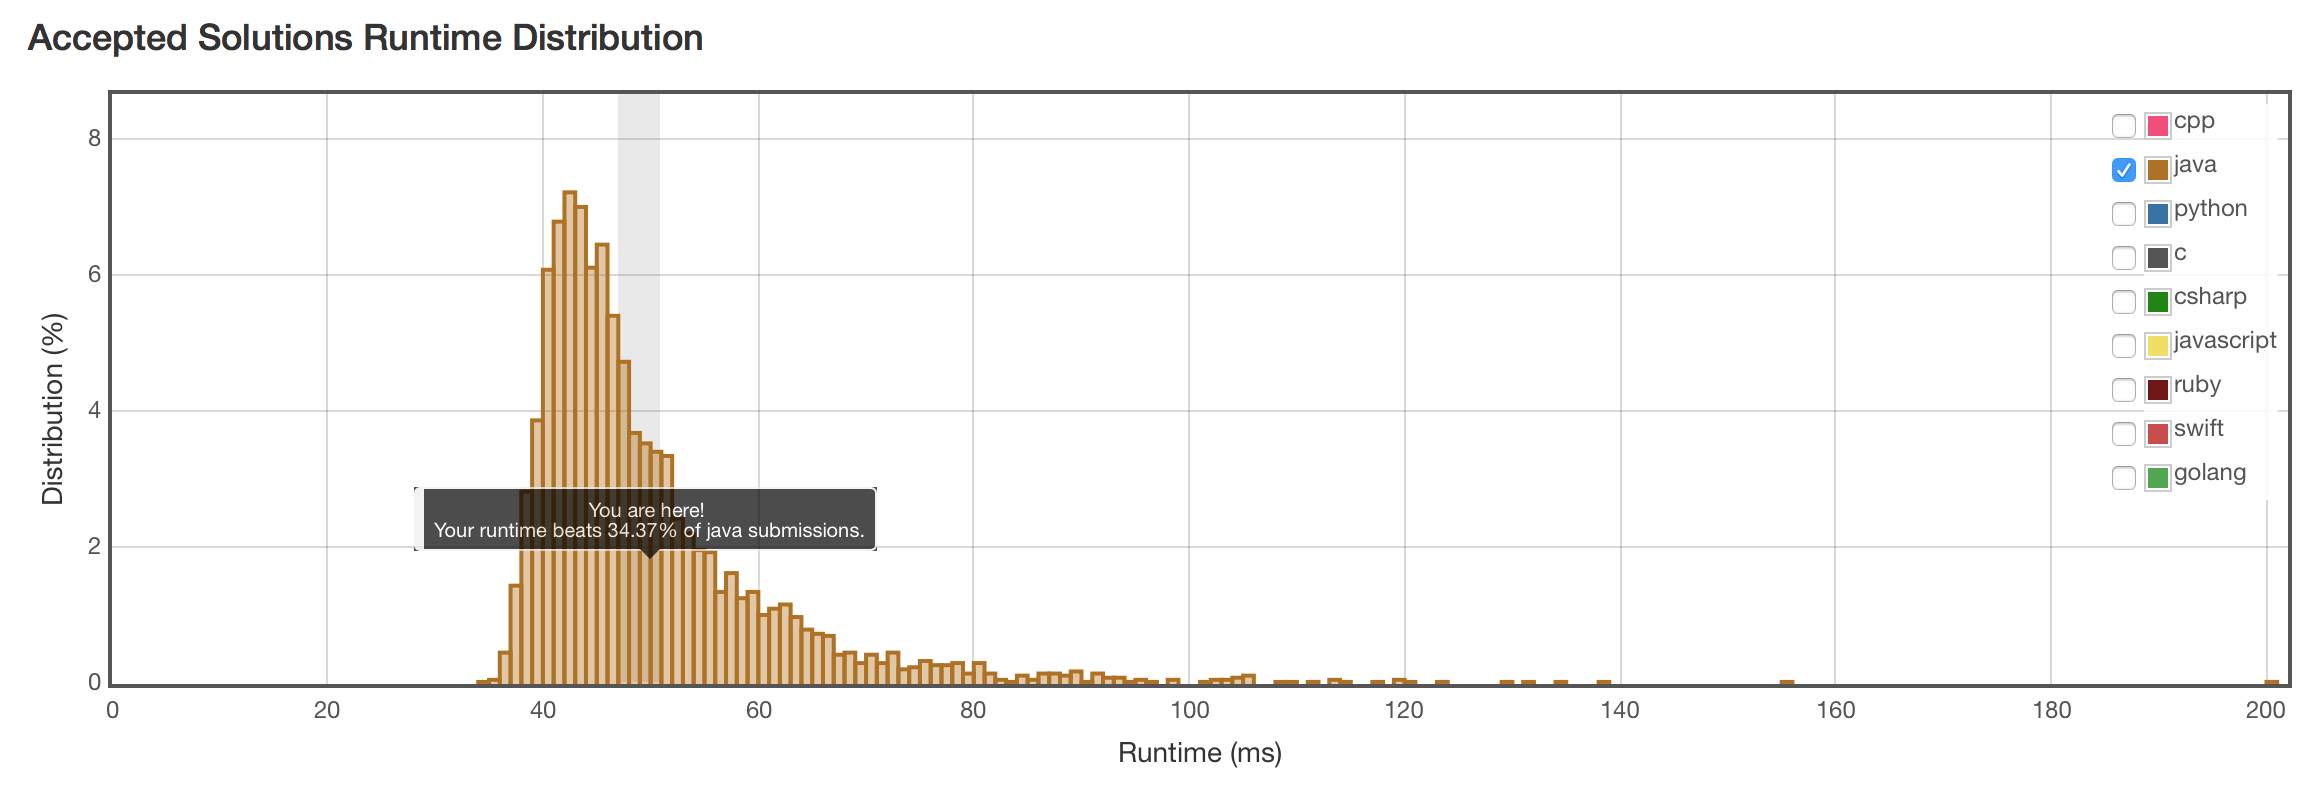 Accepted Solutions Runtime Distribution
8
6
4
2
0
Distribution (%)
cpp
java
python
c
csharp
javascript
ruby
swift
golang
You are here!
Your runtime beats 34.37% of java submissions.
0 20 40 60 80 100 120 140 160 180 200
Runtime (ms)